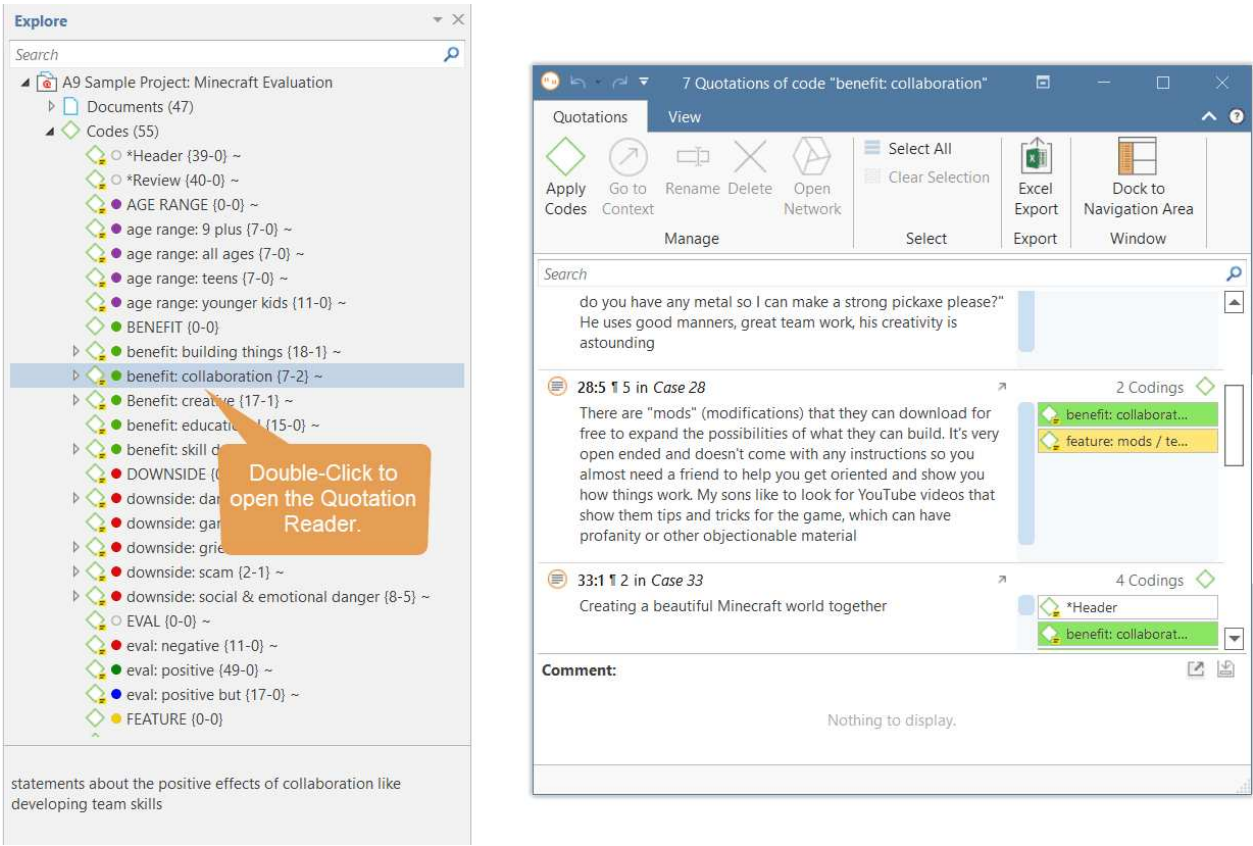 Explore
Search
A9 Sample Project: Minecraft Evaluation
Documents (47)
Codes (55)
*Header {39-0} ~
*Review {40-0} ~
AGE RANGE {0-0} ~
age range: 9 plus {7-0} ~
age range: all ages {7-0} ~
age range: teens {7-0} ~
age range: younger kids {11-0} ~
BENEFIT {0-0}
benefit: building things {18-1} ~
benefit: collaboration {7-2} ~
Benefit: creative {17-1} ~
benefit: {15-0} ~
benefit: skill
DOWNSIDE
downside:
downside:
downside:
downside: scam {2-1} ~
downside: social & emotional danger {8-5} ~
EVAL {0-0} ~
eval: negative {11-0} ~
eval: positive {49-0} ~
eval: positive but {17-0} ~
FEATURE {0-0}
Double-Click to
open the Quotation
Reader.
statements about the positive effects of collaboration like
developing team skills
7 Quotations of code "benefit: collaboration"
Quotations View
Apply
Codes
Go to
Context
Rename
Delete
Open
Network
Select All
Clear Selection
Excel
Export
Dock to
Navigation Area
Manage Select Export Window
Search
do you have any metal so I can make a strong pickaxe please?"
He uses good manners, great team work, his creativity is
astounding
28:5 ¶ 5 in Case 28
2 Codings
There are "mods" (modifications) that they can download for
free to expand the possibilities of what they can build. It's very
open ended and doesn't come with any instructions so you
almost need a friend to help you get oriented and show you
how things work. My sons like to look for YouTube videos that
show them tips and tricks for the game, which can have
profanity or other objectionable material
benefit: collaborat...
feature: mods / te...
33:1 ¶ 2 in Case 33
4 Codings
Creating a beautiful Minecraft world together
*Header
benefit: collaborat...
Comment:
Nothing to display.